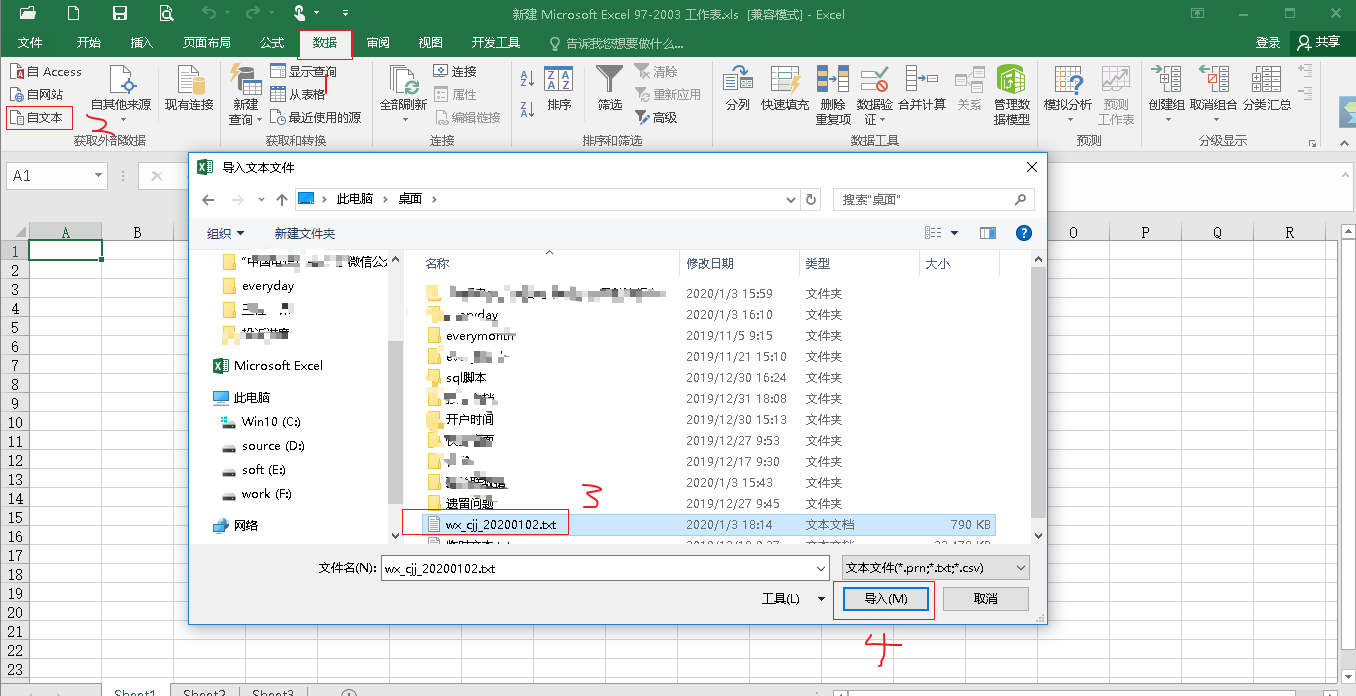 新建 Microsoft Excel 97-2003 工作表.xls [兼容模式] - Excel
文件 开始 插入 页面布局 公式 数据 审阅 视图 开发工具 告诉我您想要做什么... 登录 共享
1
自 Access
自网站
自文本
2
自其他来源
现有连接
获取外部数据
新建
查询
显示查询
从表格
最近使用的源
获取和转换
全部刷新
连接
属性
编辑链接
连接
排序
筛选
清除
重新应用
高级
排序和筛选
分列
快速填充
删除
重复项
数据验
证
合并计算
关系
管理数
据模型
数据工具
模拟分析
预测
工作表
预测
创建组
取消组合
分类汇总
分级显示
A1
导入文本文件
此电脑 桌面
搜索"桌面"
组织 新建文件夹
微信公
everyday
Microsoft Excel
此电脑
Win10 (C:)
source (D:)
soft (E:)
work (F:)
网络
名称 修改日期 类型 大小
2020/1/3 15:59 文件夹
2020/1/3 16:10 文件夹
everymonth 2019/11/5 9:15 文件夹
2019/11/21 15:10 文件夹
sql脚本 2019/12/30 16:24 文件夹
2019/12/31 18:08 文件夹
开户时间 2019/12/30 15:13 文件夹
2019/12/27 9:53 文件夹
2019/12/17 9:30 文件夹
2020/1/3 15:43 文件夹
遗留问题 2019/12/27 9:45 文件夹
wx_cjj_20200102.txt 2020/1/3 18:14 文本文档 790 KB
3
文件名(N): wx_cjj_20200102.txt 文本文件(*.prn;*.txt;*.csv)
工具(L) 导入(M) 取消
4
A B O P Q R
1
2
3
4
5
6
7
8
9
10
11
12
13
14
15
16
17
18
19
20
21
22
23
Sheet1 Sheet2 Sheet3